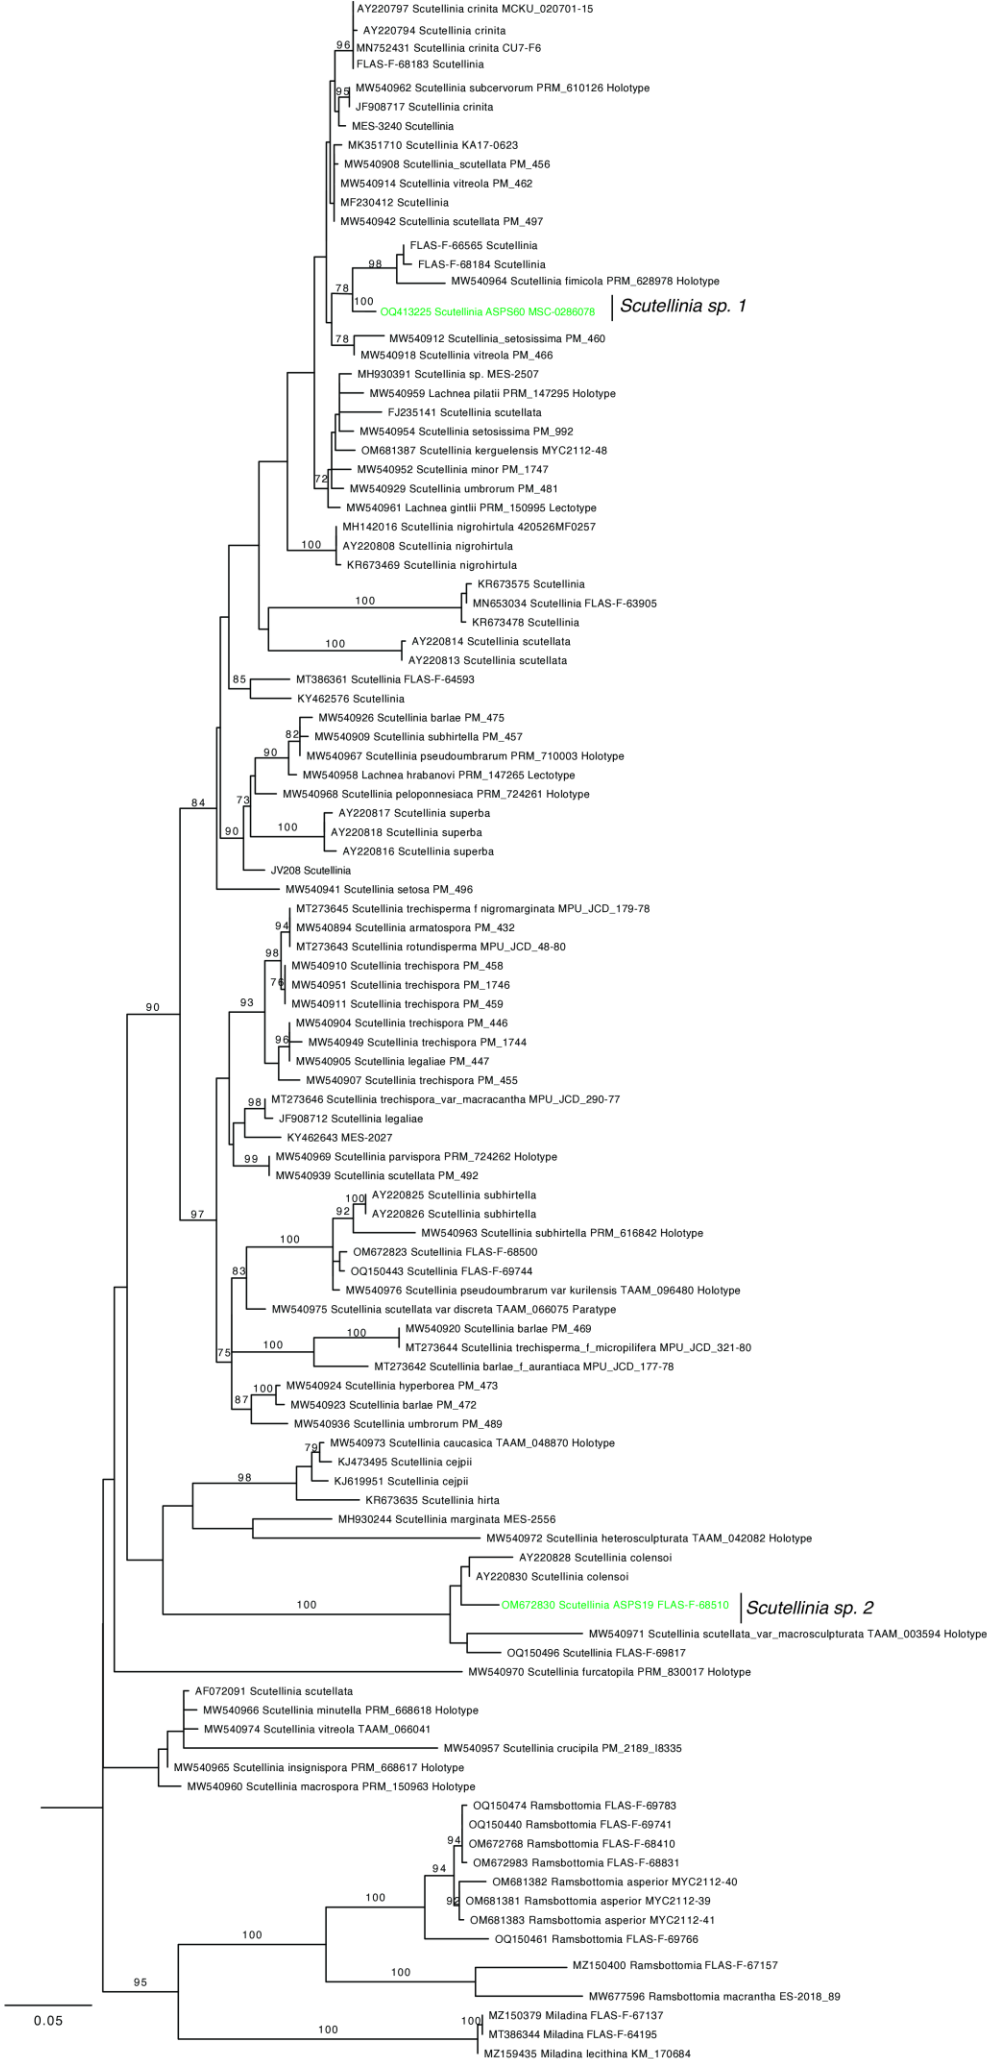 AY220797 Scutellinia crinita MCKU_020701-15
AY220794 Scutellinia crinita
96
MN752431 Scutellinia crinita CU7-F6
FLAS-F-68183 Scutellinia
MW540962 Scutellinia subcervorum PRM_610126 Holotype
95
JF908717 Scutellinia crinita
MES-3240 Scutellinia
MK351710 Scutellinia KA17-0623
MW540908 Scutellinia_scutellata PM_456
MW540914 Scutellinia vitreola PM_462
MF230412 Scutellinia
MW540942 Scutellinia scutellata PM_497
FLAS-F-66565 Scutellinia
98
FLAS-F-68184 Scutellinia
MW540964 Scutellinia fimicola PRM_628978 Holotype
78
100
OQ413225 Scutellinia ASPS60 MSC-0286078
Scutellinia sp. 1
78
MW540912 Scutellinia_setosissima PM_460
MW540918 Scutellinia vitreola PM_466
MH930391 Scutellinia sp. MES-2507
MW540959 Lachnea pilatii PRM_147295 Holotype
FJ235141 Scutellinia scutellata
MW540954 Scutellinia setosissima PM_992
OM681387 Scutellinia kerguelensis MYC2112-48
MW540952 Scutellinia minor PM_1747
72
MW540929 Scutellinia umbrorum PM_481
MW540961 Lachnea gintlii PRM_150995 Lectotype
MH142016 Scutellinia nigrohirtula 420526MF0257
100
AY220808 Scutellinia nigrohirtula
KR673469 Scutellinia nigrohirtula
KR673575 Scutellinia
100
MN653034 Scutellinia FLAS-F-63905
KR673478 Scutellinia
100
AY220814 Scutellinia scutellata
AY220813 Scutellinia scutellata
85
MT386361 Scutellinia FLAS-F-64593
KY462576 Scutellinia
MW540926 Scutellinia barlae PM_475
82
MW540909 Scutellinia subhirtella PM_457
90
MW540967 Scutellinia pseudoumbrarum PRM_710003 Holotype
MW540958 Lachnea hrabanovi PRM_147265 Lectotype
MW540968 Scutellinia peloponnesiaca PRM_724261 Holotype
73
84
AY220817 Scutellinia superba
90
100
AY220818 Scutellinia superba
AY220816 Scutellinia superba
JV208 Scutellinia
MW540941 Scutellinia setosa PM_496
MT273645 Scutellinia trechisperma f nigromarginata MPU_JCD_179-78
94
MW540894 Scutellinia armatospora PM_432
MT273643 Scutellinia rotundisperma MPU_JCD_48-80
98
MW540910 Scutellinia trechispora PM_458
76
MW540951 Scutellinia trechispora PM_1746
MW540911 Scutellinia trechispora PM_459
90
93
MW540904 Scutellinia trechispora PM_446
96
MW540949 Scutellinia trechispora PM_1744
MW540905 Scutellinia legaliae PM_447
MW540907 Scutellinia trechispora PM_455
98
MT273646 Scutellinia trechispora_var_macracantha MPU_JCD_290-77
JF908712 Scutellinia legaliae
KY462643 MES-2027
99
MW540969 Scutellinia parvispora PRM_724262 Holotype
MW540939 Scutellinia scutellata PM_492
100
AY220825 Scutellinia subhirtella
97
92
AY220826 Scutellinia subhirtella
MW540963 Scutellinia subhirtella PRM_616842 Holotype
100
OM672823 Scutellinia FLAS-F-68500
83
OQ150443 Scutellinia FLAS-F-69744
MW540976 Scutellinia pseudoumbrarum var kurilensis TAAM_096480 Holotype
MW540975 Scutellinia scutellata var discreta TAAM_066075 Paratype
100
MW540920 Scutellinia barlae PM_469
75
100
MT273644 Scutellinia trechisperma_f_micropilifera MPU_JCD_321-80
MT273642 Scutellinia barlae_f_aurantiaca MPU_JCD_177-78
100
MW540924 Scutellinia hyperborea PM_473
87
MW540923 Scutellinia barlae PM_472
MW540936 Scutellinia umbrorum PM_489
79
MW540973 Scutellinia caucasica TAAM_048870 Holotype
KJ473495 Scutellinia cejpii
98
KJ619951 Scutellinia cejpii
KR673635 Scutellinia hirta
MH930244 Scutellinia marginata MES-2556
MW540972 Scutellinia heterosculpturata TAAM_042082 Holotype
AY220828 Scutellinia colensoi
AY220830 Scutellinia colensoi
100
OM672830 Scutellinia ASPS19 FLAS-F-68510
Scutellinia sp. 2
MW540971 Scutellinia scutellata_var_macrosculpturata TAAM_003594 Holotype
OQ150496 Scutellinia FLAS-F-69817
MW540970 Scutellinia furcatopila PRM_830017 Holotype
AF072091 Scutellinia scutellata
MW540966 Scutellinia minutella PRM_668618 Holotype
MW540974 Scutellinia vitreola TAAM_066041
MW540957 Scutellinia crucipila PM_2189_I8335
MW540965 Scutellinia insignispora PRM_668617 Holotype
MW540960 Scutellinia macrospora PRM_150963 Holotype
OQ150474 Ramsbottomia FLAS-F-69783
OQ150440 Ramsbottomia FLAS-F-69741
94
OM672768 Ramsbottomia FLAS-F-68410
OM672983 Ramsbottomia FLAS-F-68831
94
OM681382 Ramsbottomia asperior MYC2112-40
100
92
OM681381 Ramsbottomia asperior MYC2112-39
OM681383 Ramsbottomia asperior MYC2112-41
100
OQ150461 Ramsbottomia FLAS-F-69766
MZ150400 Ramsbottomia FLAS-F-67157
100
95
MW677596 Ramsbottomia macrantha ES-2018_89
MZ150379 Miladina FLAS-F-67137
0.05
100
100
MT386344 Miladina FLAS-F-64195
MZ159435 Miladina lecithina KM_170684